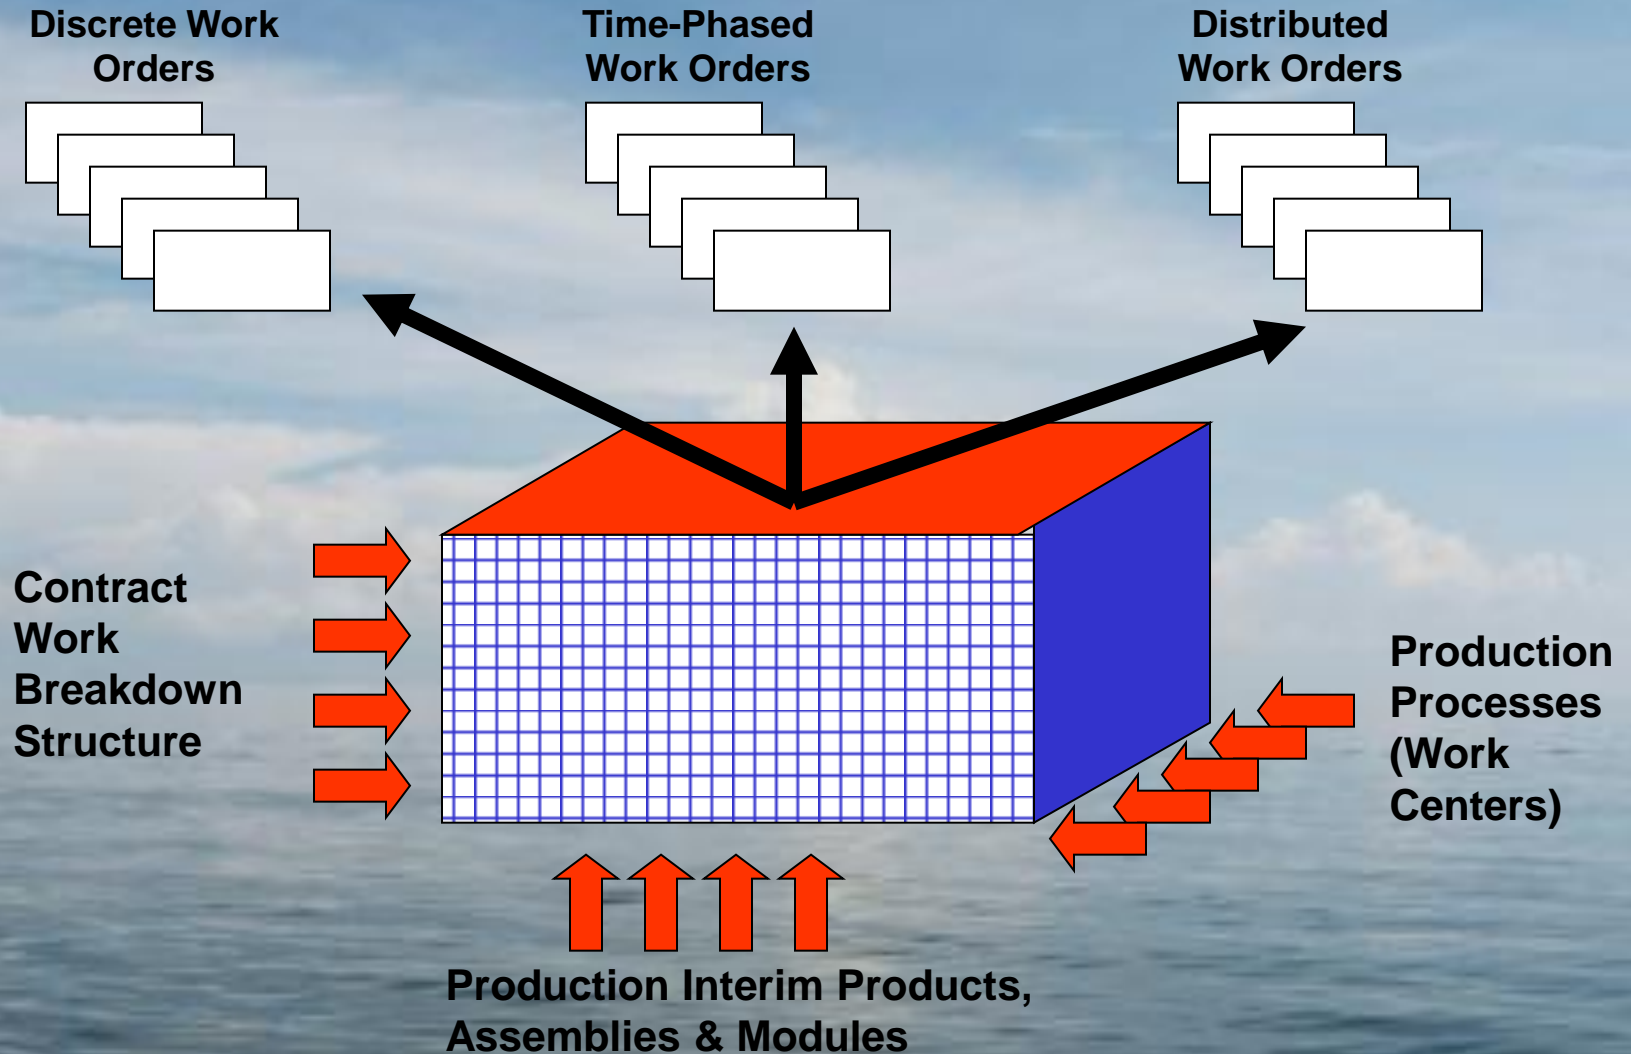 Discrete Work
Orders
Time-Phased
Work Orders
Distributed
Work Orders
Contract
Work
Breakdown
Structure
Production
Processes
(Work
Centers)
Production Interim Products,
Assemblies & Modules